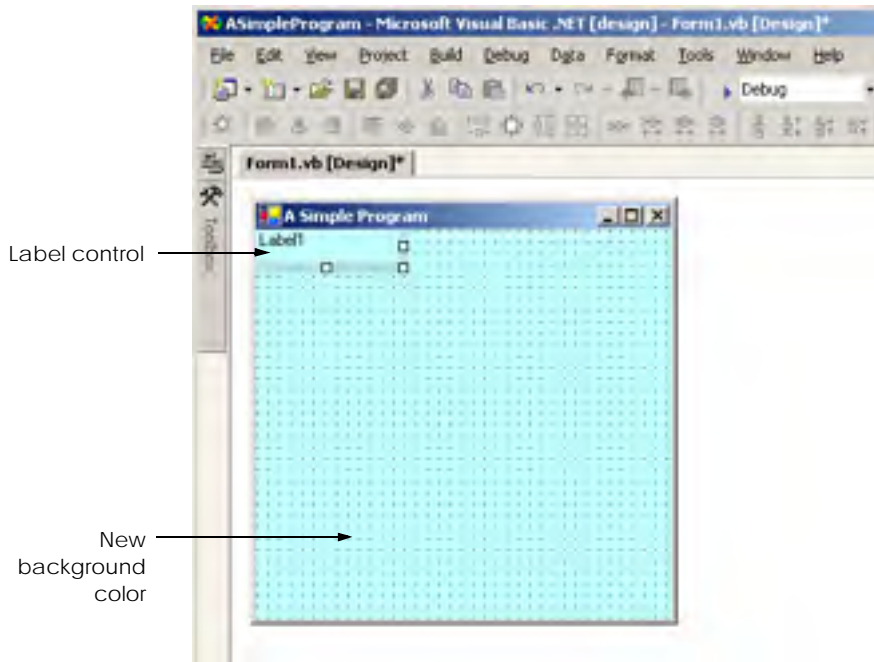 ASimpleProgram - Microsoft Visual Basic .NET [design] - Form1.vb [Design]*
File Edit View Project Build Debug Data Format Tools Window Help
Debug
Form1.vb [Design]*
Toolbox
A Simple Program
Label1
Label control
New
background
color